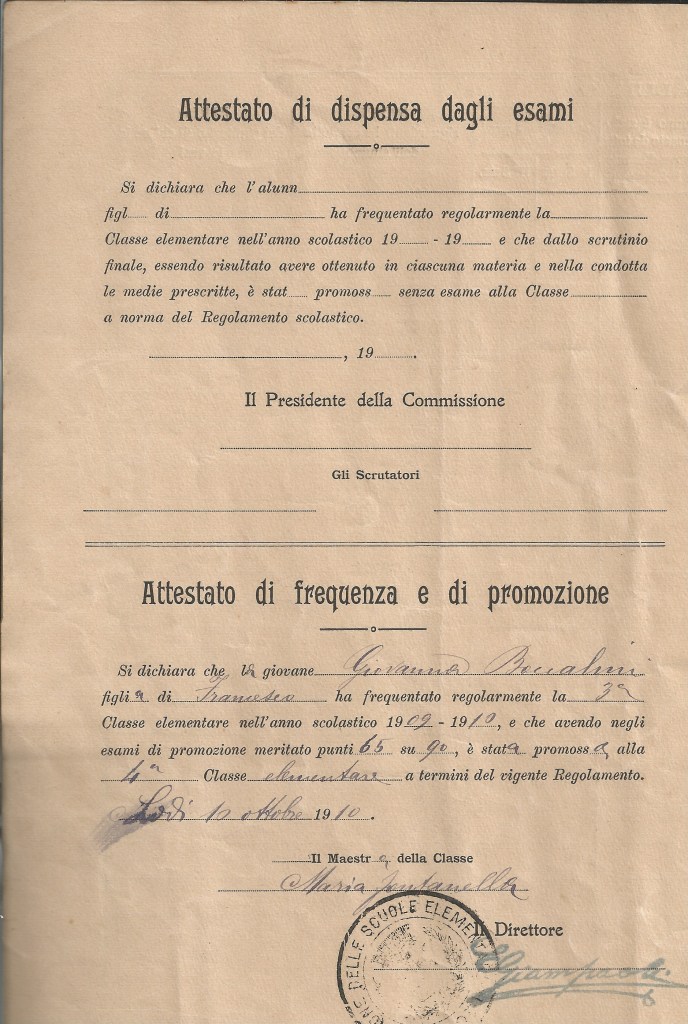 Attestato di dispensa dagli esami
Si dichiara che l'alunn
figl di ha frequentato regolarmente la
Classe elementare nell'anno scolastico 19 - 19 e che dallo scrutinio
finale, essendo risultato avere ottenuto in ciascuna materia e nella condotta
le medie prescritte, è stat promoss senza esame alla Classe
a norma del Regolamento scolastico.
, 19 .
Il Presidente della Commissione
Gli Scrutatori
Attestato di frequenza e di promozione
Si dichiara che la giovane Giovanna Boccalini
figlia di Francesco ha frequentato regolarmente la 3a
Classe elementare nell'anno scolastico 1909 - 1910, e che avendo negli
esami di promozione meritato punti 65 su 90, è stata promossa alla
4a Classe elementare a termini del vigente Regolamento.
Lodi 10 ottobre 1910.
Il Maestra della Classe
Maria Fontanella
DELLE SCUOLE ELEMENT
Il Direttore